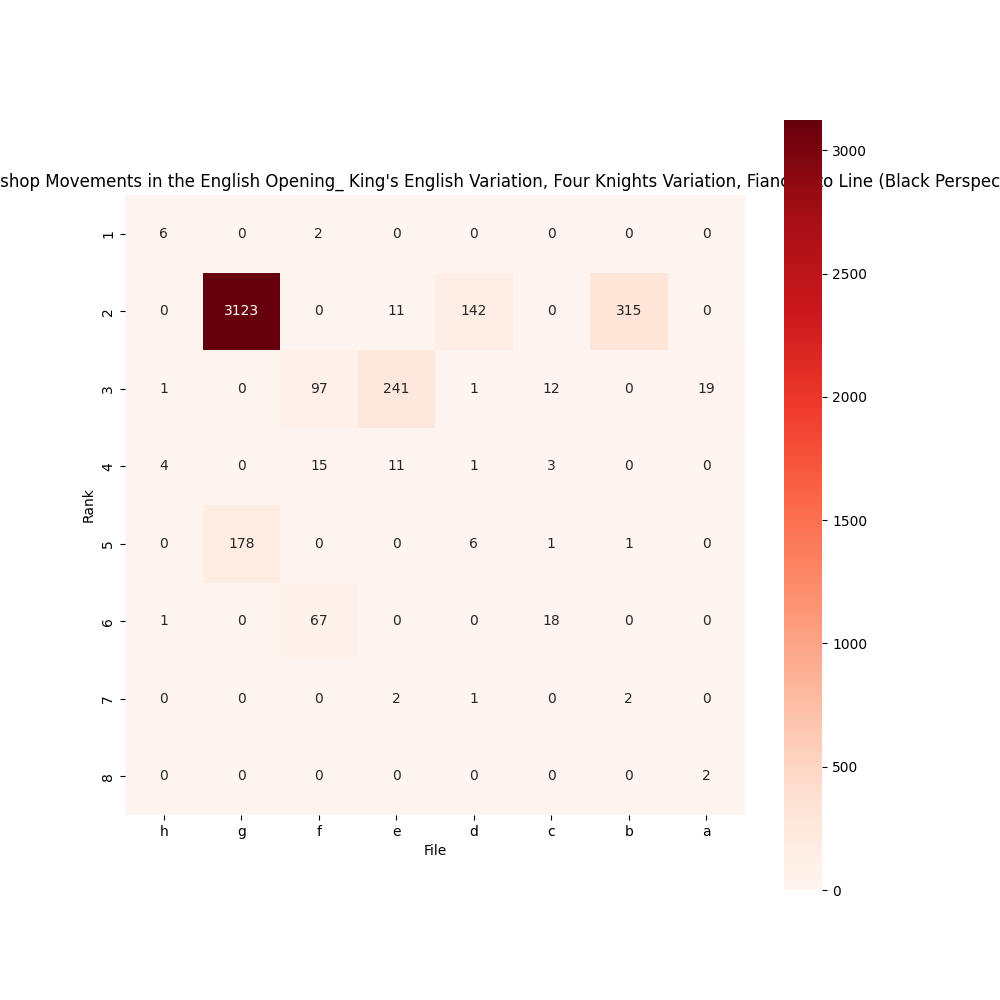 shop Movements in the English Opening_ King's English Variation, Four Knights Variation, to Line (Black Perspec
1 6 0 2 0 0 0 0 0
2 0 3123 0 11 142 0 315 0
3 1 0 97 241 1 12 0 19
4 4 0 15 11 1 3 0 0
Rank
5 0 178 0 0 6 1 1 0
6 1 0 67 0 0 18 0 0
7 0 0 0 2 1 0 2 0
8 0 0 0 0 0 0 0 2
h g f e d c b a
File
3000
2500
2000
1500
1000
500
0